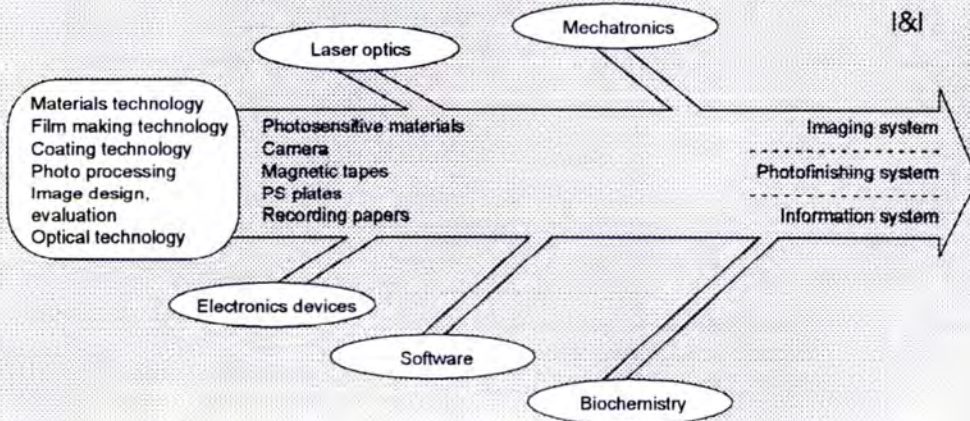 Mechatronics
I&I
Laser optics
Materials technology
Film making technology
Coating technology
Photo processing
Image design,
evaluation
Optical technology
Photosensitive materials
Camera
Magnetic tapes
PS plates
Recording papers
Imaging system
Photofinishing system
Information system
Electronics devices
Software
Biochemistry